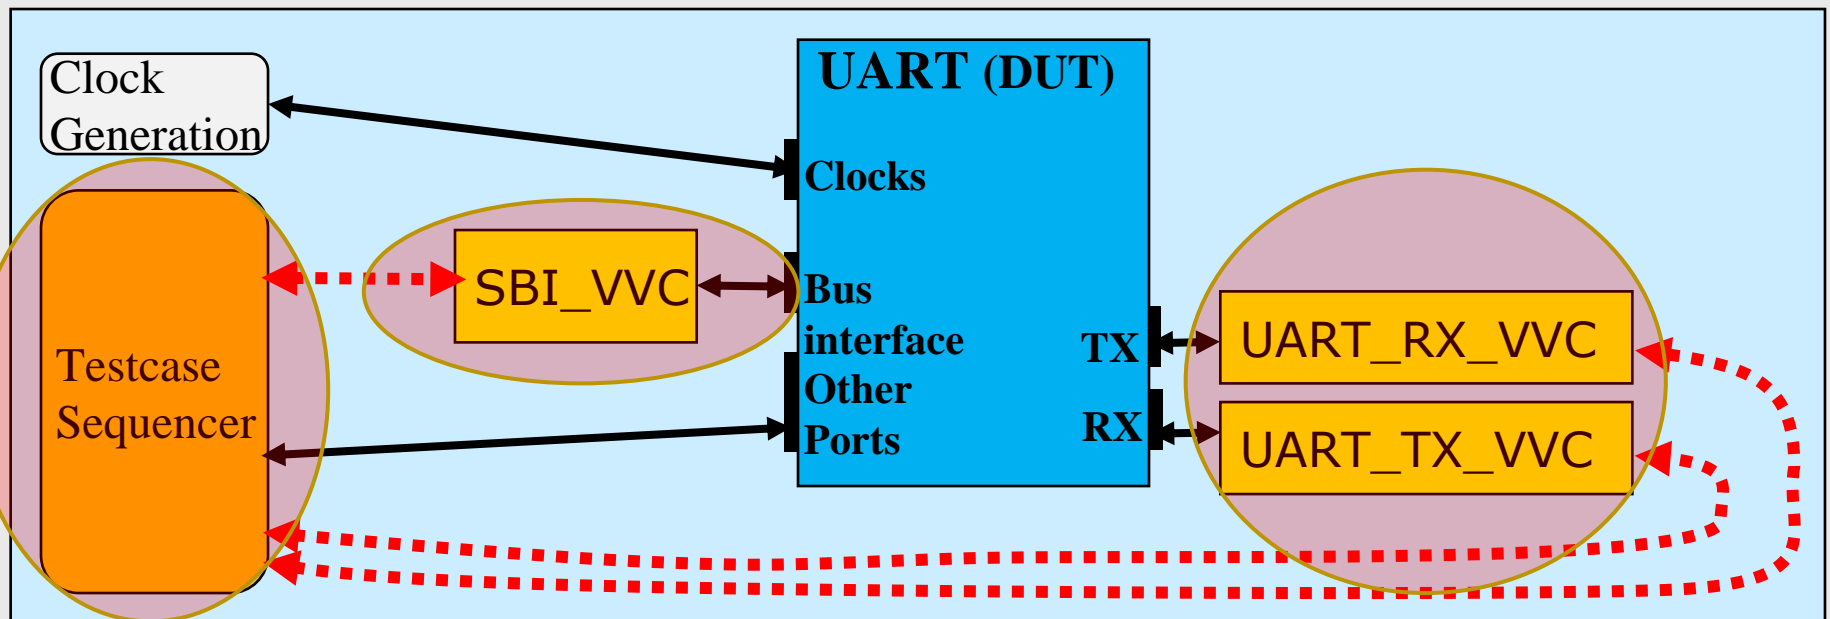 Clock
Generation
UART (DUT)
Clocks
SBI_VVC
Bus
interface
Other
Ports
TX
RX
UART_RX_VVC
UART_TX_VVC
Testcase
Sequencer